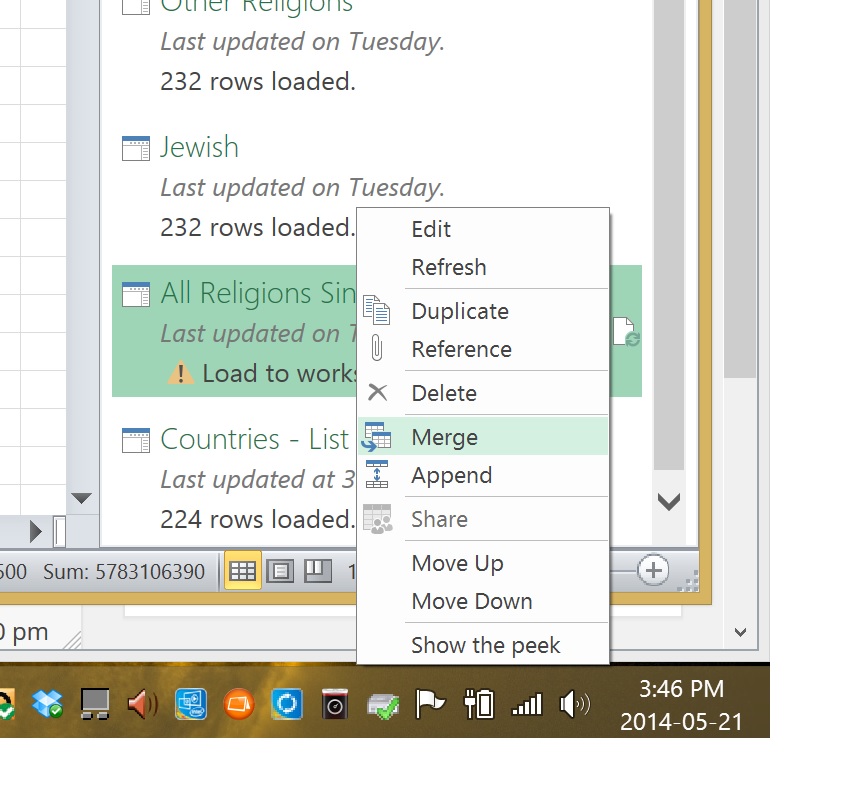 Other Religions
Last updated on Tuesday.
232 rows loaded.
Jewish
Last updated on Tuesday.
232 rows loaded.
All Religions Sin
Last updated on T
Load to works
Countries - List
Last updated at 3
224 rows loaded.
Edit
Refresh
Duplicate
Reference
Delete
Merge
Append
Share
Move Up
Move Down
Show the peek
500 Sum: 5783106390 1
0 pm
3:46 PM
2014-05-21